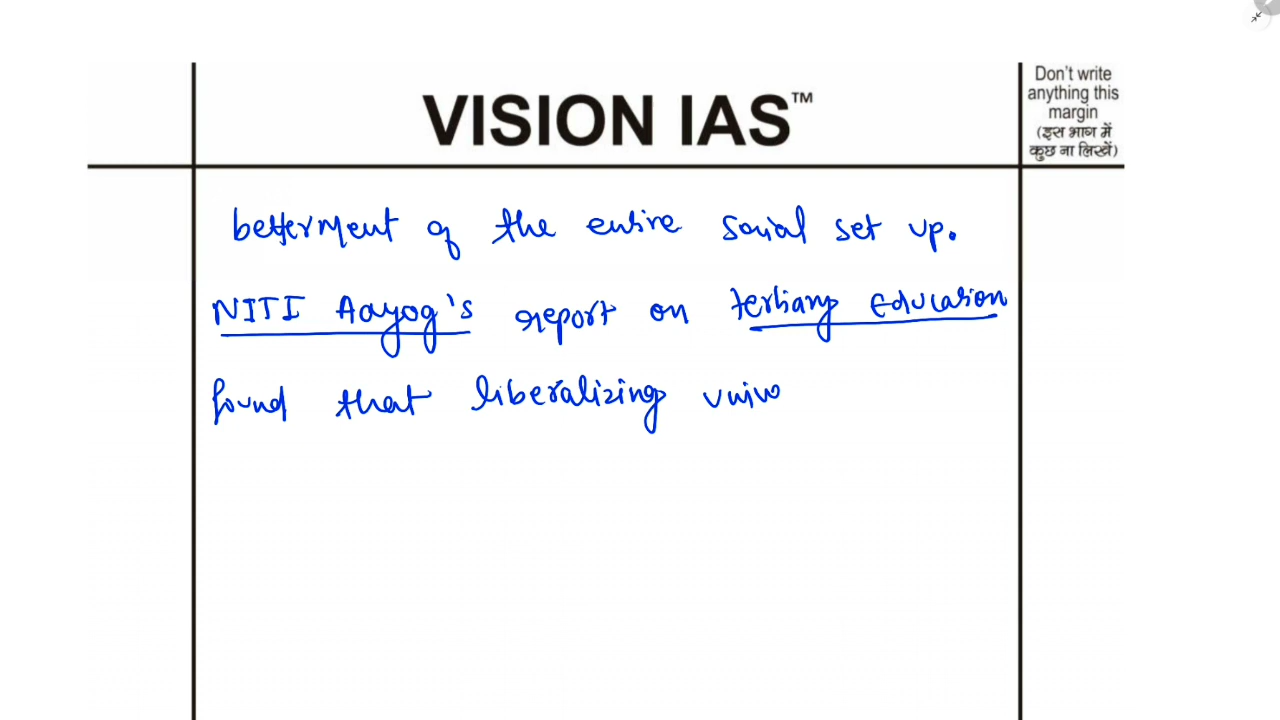 VISION IAS™
Don't write
anything this
margin
(इस भाग में
कुछ ना लिखें)
betterment of the entire social set up.
NITI Aayog's report on tertiary education
found that liberalizing univ